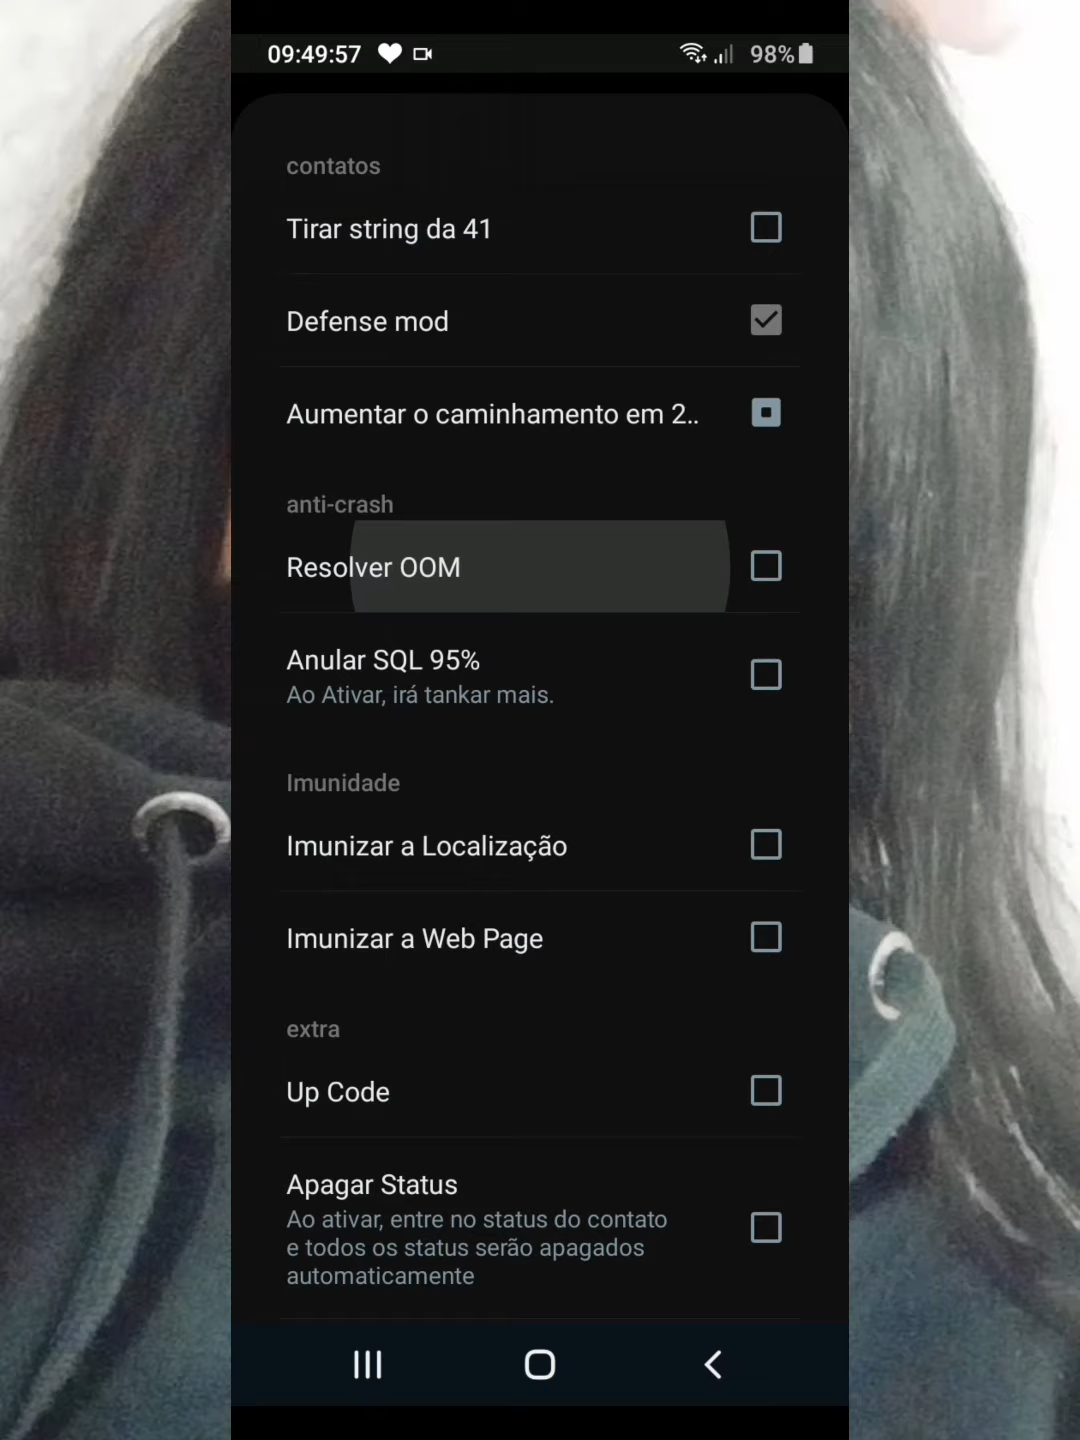 09:49:57
98%
contatos
Tirar string da 41
Defense mod
Aumentar o caminhamento em 2..
anti-crash
Resolver OOM
Anular SQL 95%
Ao Ativar, irá tankar mais.
Imunidade
Imunizar a Localização
Imunizar a Web Page
extra
Up Code
Apagar Status
Ao ativar, entre no status do contato
e todos os status serão apagados
automaticamente